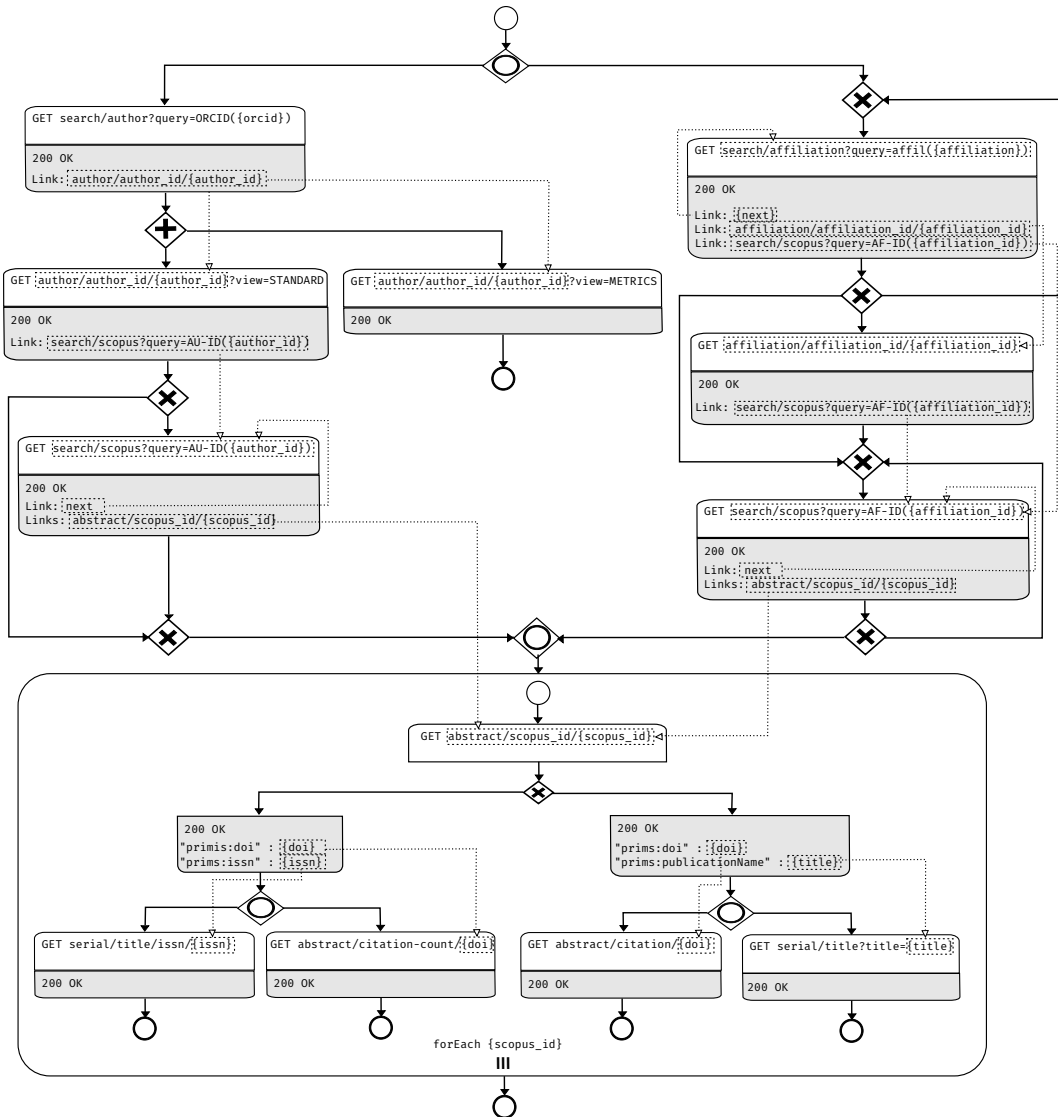 GET search/author?query=ORCID({orcid})
200 OK
Link: author/author_id/{author_id}
GET search/affiliation?query=affil({affiliation})
200 OK
Link: {next}
Link: affiliation/affiliation_id/{affiliation_id}
Link: search/scopus?query=AF-ID({affiliation_id})
GET author/author_id/{author_id}?view=STANDARD
200 OK
Link: search/scopus?query=AU-ID({author_id})
GET author/author_id/{author_id}?view=METRICS
200 OK
GET affiliation/affiliation_id/{affiliation_id}
200 OK
Link: search/scopus?query=AF-ID({affiliation_id})
GET search/scopus?query=AU-ID({author_id})
200 OK
Link: next
Links: abstract/scopus_id/{scopus_id}
GET search/scopus?query=AF-ID({affiliation_id})
200 OK
Link: next
Links: abstract/scopus_id/{scopus_id}
GET abstract/scopus_id/{scopus_id}
200 OK
"primis:doi" : {doi}
"prims:issn" : {issn}
200 OK
"prims:doi" : {doi}
"prims:publicationName" : {title}
GET serial/title/issn/{issn}
200 OK
GET abstract/citation-count/{doi}
200 OK
GET abstract/citation/{doi}
200 OK
GET serial/title?title={title}
200 OK
forEach {scopus_id}